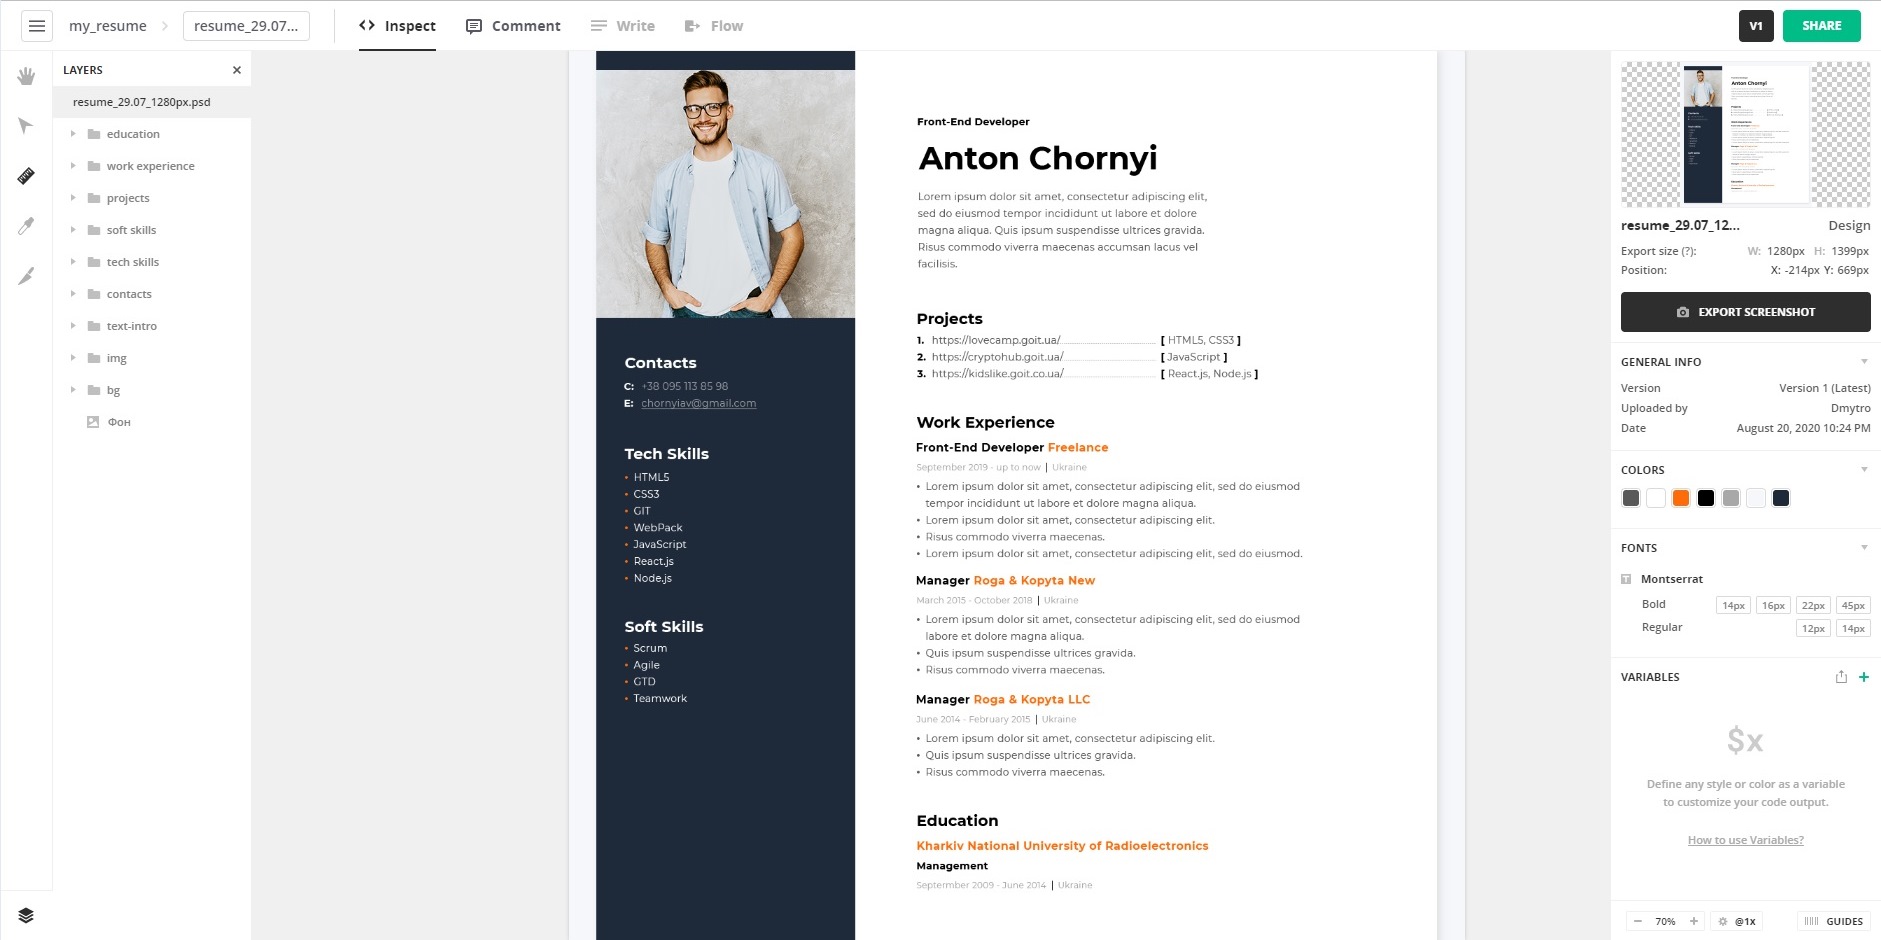 my_resume
resume_29.07...
Inspect
Comment
Write
Flow
V1
SHARE
LAYERS
resume_29.07_1280px.psd
education
work experience
projects
soft skills
tech skills
contacts
text-intro
img
bg
Фон
Contacts
C: +38 095 113 85 98
E: chornyiav@gmail.com
Tech Skills
• HTML5
• CSS3
• GIT
• WebPack
• JavaScript
• React.js
• Node.js
Soft Skills
• Scrum
• Agile
• GTD
• Teamwork
Front-End Developer
Anton Chornyi
Lorem ipsum dolor sit amet, consectetur adipiscing elit,
sed do eiusmod tempor incididunt ut labore et dolore
magna aliqua. Quis ipsum suspendisse ultrices gravida.
Risus commodo viverra maecenas accumsan lacus vel
facilisis.
Projects
1. https://lovecamp.goit.ua/ [ HTML5, CSS3 ]
2. https://cryptohub.goit.ua/ [ JavaScript ]
3. https://kidslike.goit.co.ua/ [ React.js, Node.js ]
Work Experience
Front-End Developer Freelance
September 2019 - up to now | Ukraine
• Lorem ipsum dolor sit amet, consectetur adipiscing elit, sed do eiusmod
tempor incididunt ut labore et dolore magna aliqua.
• Lorem ipsum dolor sit amet, consectetur adipiscing elit.
• Risus commodo viverra maecenas.
• Lorem ipsum dolor sit amet, consectetur adipiscing elit, sed do eiusmod.
Manager Roga & Kopyta New
March 2015 - October 2018 | Ukraine
• Lorem ipsum dolor sit amet, consectetur adipiscing elit, sed do eiusmod
labore et dolore magna aliqua.
• Quis ipsum suspendisse ultrices gravida.
• Risus commodo viverra maecenas.
Manager Roga & Kopyta LLC
June 2014 - February 2015 | Ukraine
• Lorem ipsum dolor sit amet, consectetur adipiscing elit.
• Quis ipsum suspendisse ultrices gravida.
• Risus commodo viverra maecenas.
Education
Kharkiv National University of Radioelectronics
Management
Septermber 2009 - June 2014 | Ukraine
Anton Chornyi
resume_29.07_12...
Design
Export size (?): W: 1280px H: 1399px
Position: X: -214px Y: 669px
EXPORT SCREENSHOT
GENERAL INFO
Version Version 1 (Latest)
Uploaded by Dmytro
Date August 20, 2020 10:24 PM
COLORS
FONTS
Montserrat
Bold 14px 16px 22px 45px
Regular 12px 14px
VARIABLES
$x
Define any style or color as a variable
to customize your code output.
How to use Variables?
70%
@1x
GUIDES